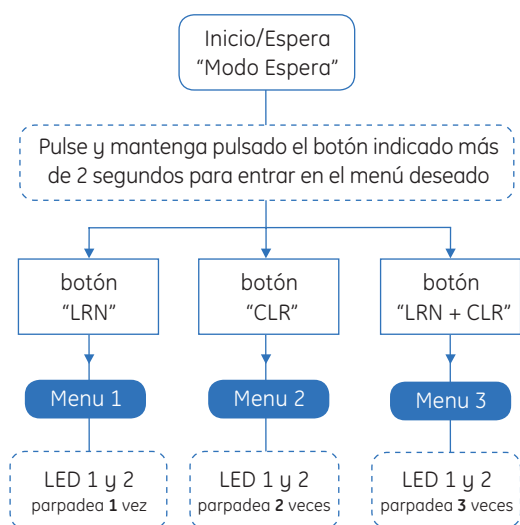 Inicio/Espera
“Modo Espera”
Pulse y mantenga pulsado el botón indicado más
de 2 segundos para entrar en el menú deseado
botón
“LRN”
botón
“CLR”
botón
“LRN + CLR”
Menu 1
Menu 2
Menu 3
LED 1 y 2
parpadea 1 vez
LED 1 y 2
parpadea 2 veces
LED 1 y 2
parpadea 3 veces